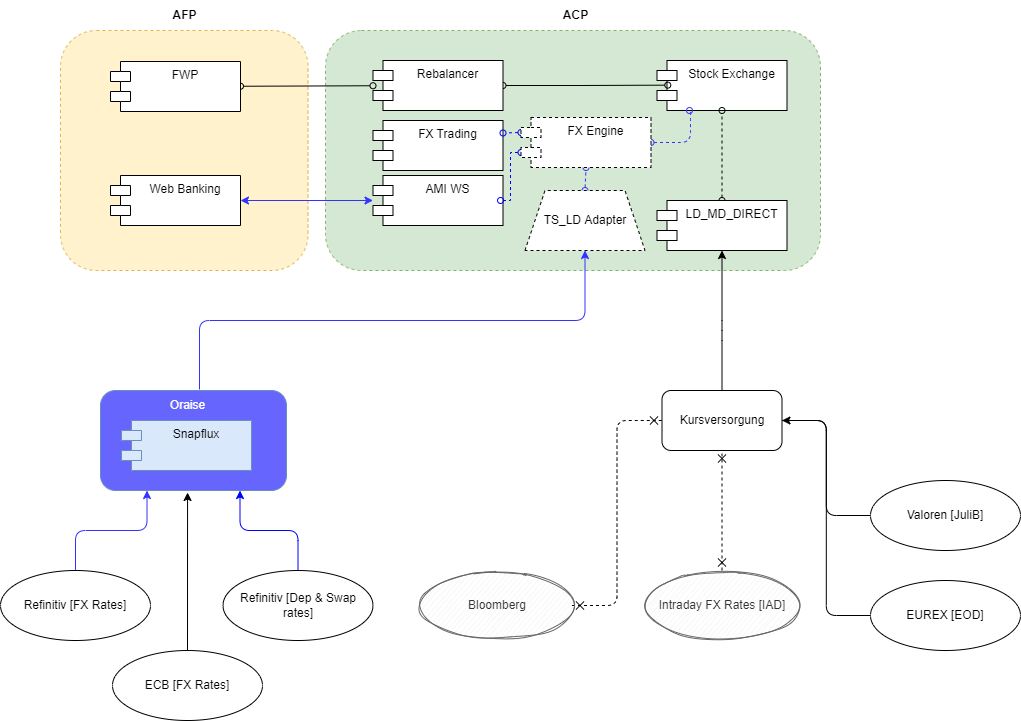 AFP
ACP
FWP
Rebalancer
Stock Exchange
FX Trading
FX Engine
Web Banking
AMI WS
TS_LD Adapter
LD_MD_DIRECT
Oraise
Snapflux
Kursversorgung
Valoren [JuliB]
Refinitiv [FX Rates]
Refinitiv [Dep & Swap
rates]
Bloomberg
Intraday FX Rates [IAD]
EUREX [EOD]
ECB [FX Rates]